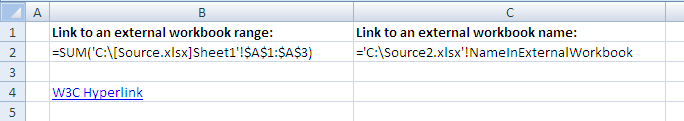 A B C
1 Link to an external workbook range: Link to an external workbook name:
2 =SUM('C:\[Source.xlsx]Sheet1'!$A$1:$A$3) ='C:\Source2.xlsx'!NameInExternalWorkbook
3
4 W3C Hyperlink
5